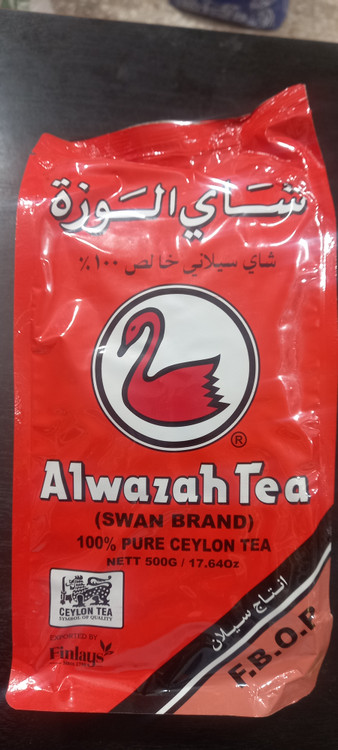 شاي الوزة
شاي سيلاني خالص ١٠٠٪
®
Alwazah Tea
(SWAN BRAND)
100% PURE CEYLON TEA
NETT 500G / 17.64Oz
CEYLON TEA
SYMBOL OF QUALITY
EXPORTED BY
Finlays
انتاج سيلان
F.B.O.P